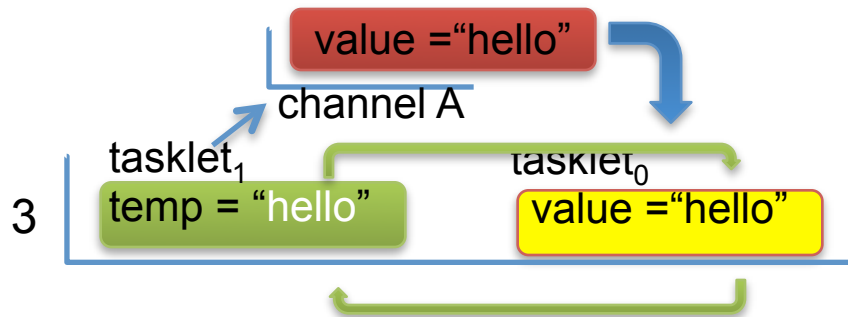 value =“hello”
channel A
tasklet₁ tasklet₀
3 temp = “hello” value =“hello”